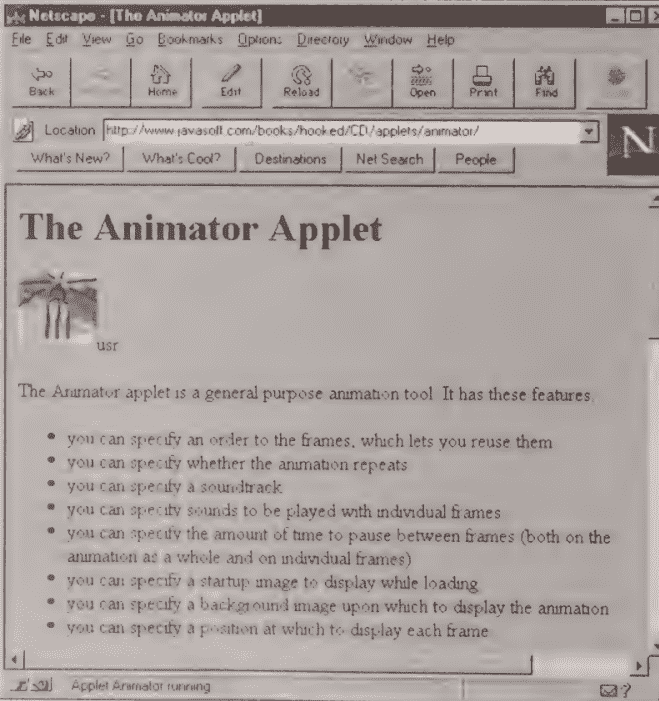 Netscape - [The Animator Applet]
File Edit View Go Bookmarks Options Directory Window Help
Back Home Edit Reload Open Print Find
Location http://www.javasoft.com/books/hooked/CD/applets/animator/
N
What's New? What's Cool? Destinations Net Search People
The Animator Applet
usr
The Animator applet is a general purpose animation tool. It has these features.
• you can specify an order to the frames, which lets you reuse them
• you can specify whether the animation repeats
• you can specify a soundtrack
• you can specify sounds to be played with individual frames
• you can specify the amount of time to pause between frames (both on the
animation as a whole and on individual frames)
• you can specify a startup image to display while loading
• you can specify a background image upon which to display the animation
• you can specify a position at which to display each frame
Applet Animator running
?